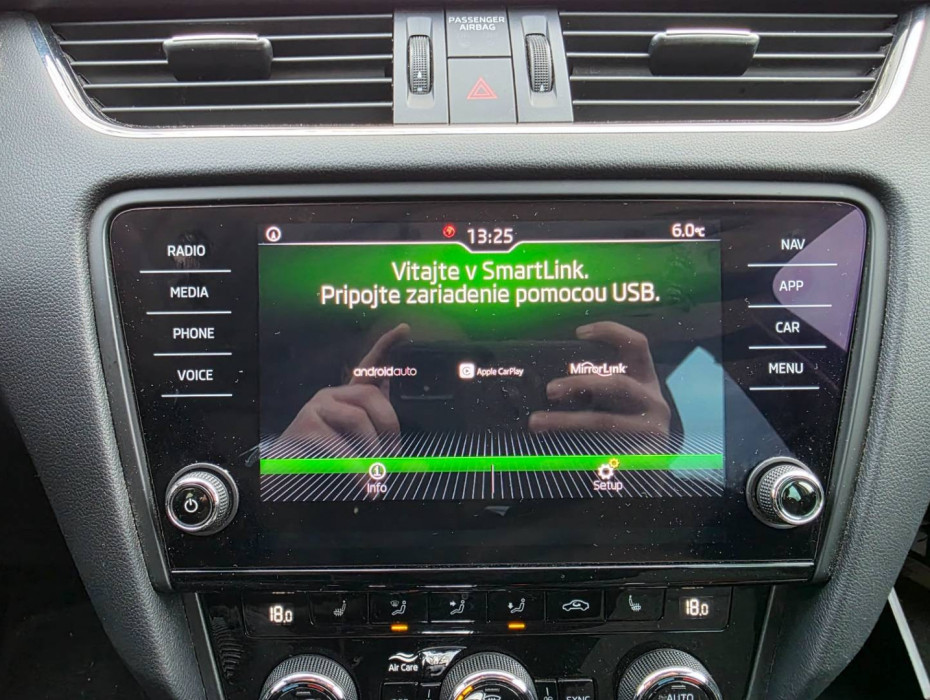 PASSENGER
AIRBAG
RADIO
MEDIA
PHONE
VOICE
13:25
6.0°C
Vitajte v SmartLink.
Pripojte zariadenie pomocou USB.
androidauto
Apple CarPlay
MirrorLink
Info
Setup
NAV
APP
CAR
MENU
18.0
18.0
Air Care
AUTO
SYNC